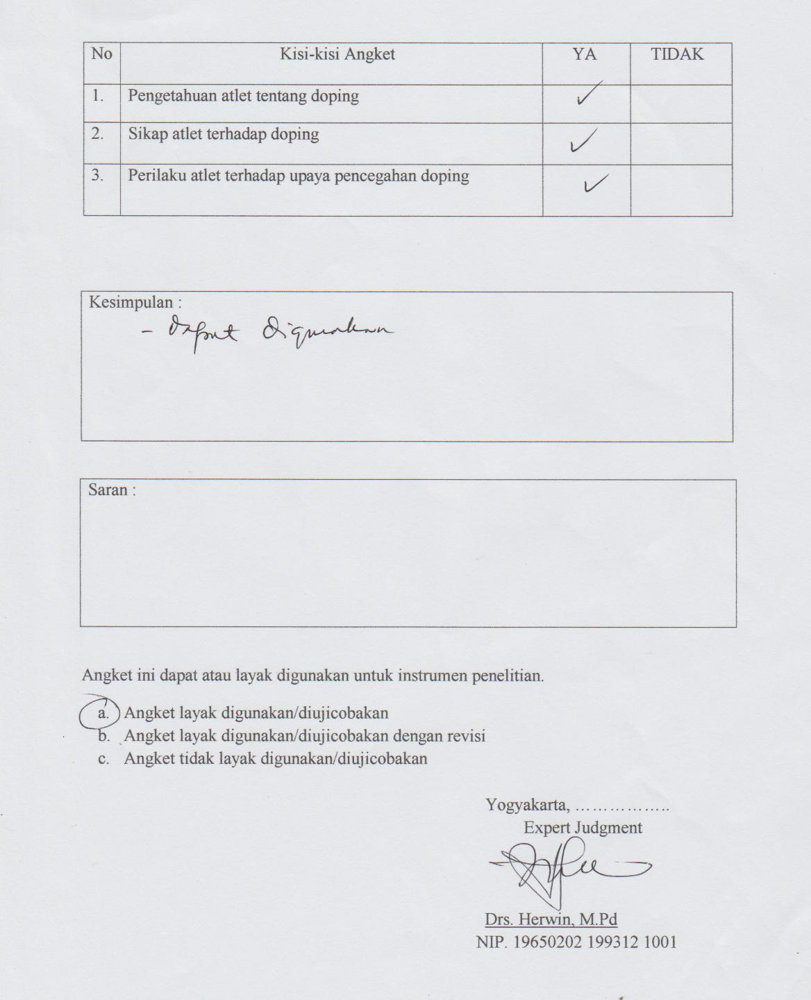 No Kisi-kisi Angket YA TIDAK
1. Pengetahuan atlet tentang doping ✓
2. Sikap atlet terhadap doping ✓
3. Perilaku atlet terhadap upaya pencegahan doping ✓
Kesimpulan :
- Dapat digunakan
Saran :
Angket ini dapat atau layak digunakan untuk instrumen penelitian.
a. Angket layak digunakan/diujicobakan
b. Angket layak digunakan/diujicobakan dengan revisi
c. Angket tidak layak digunakan/diujicobakan
Yogyakarta, ……………..
Expert Judgment
Drs. Herwin, M.Pd
NIP. 19650202 199312 1001